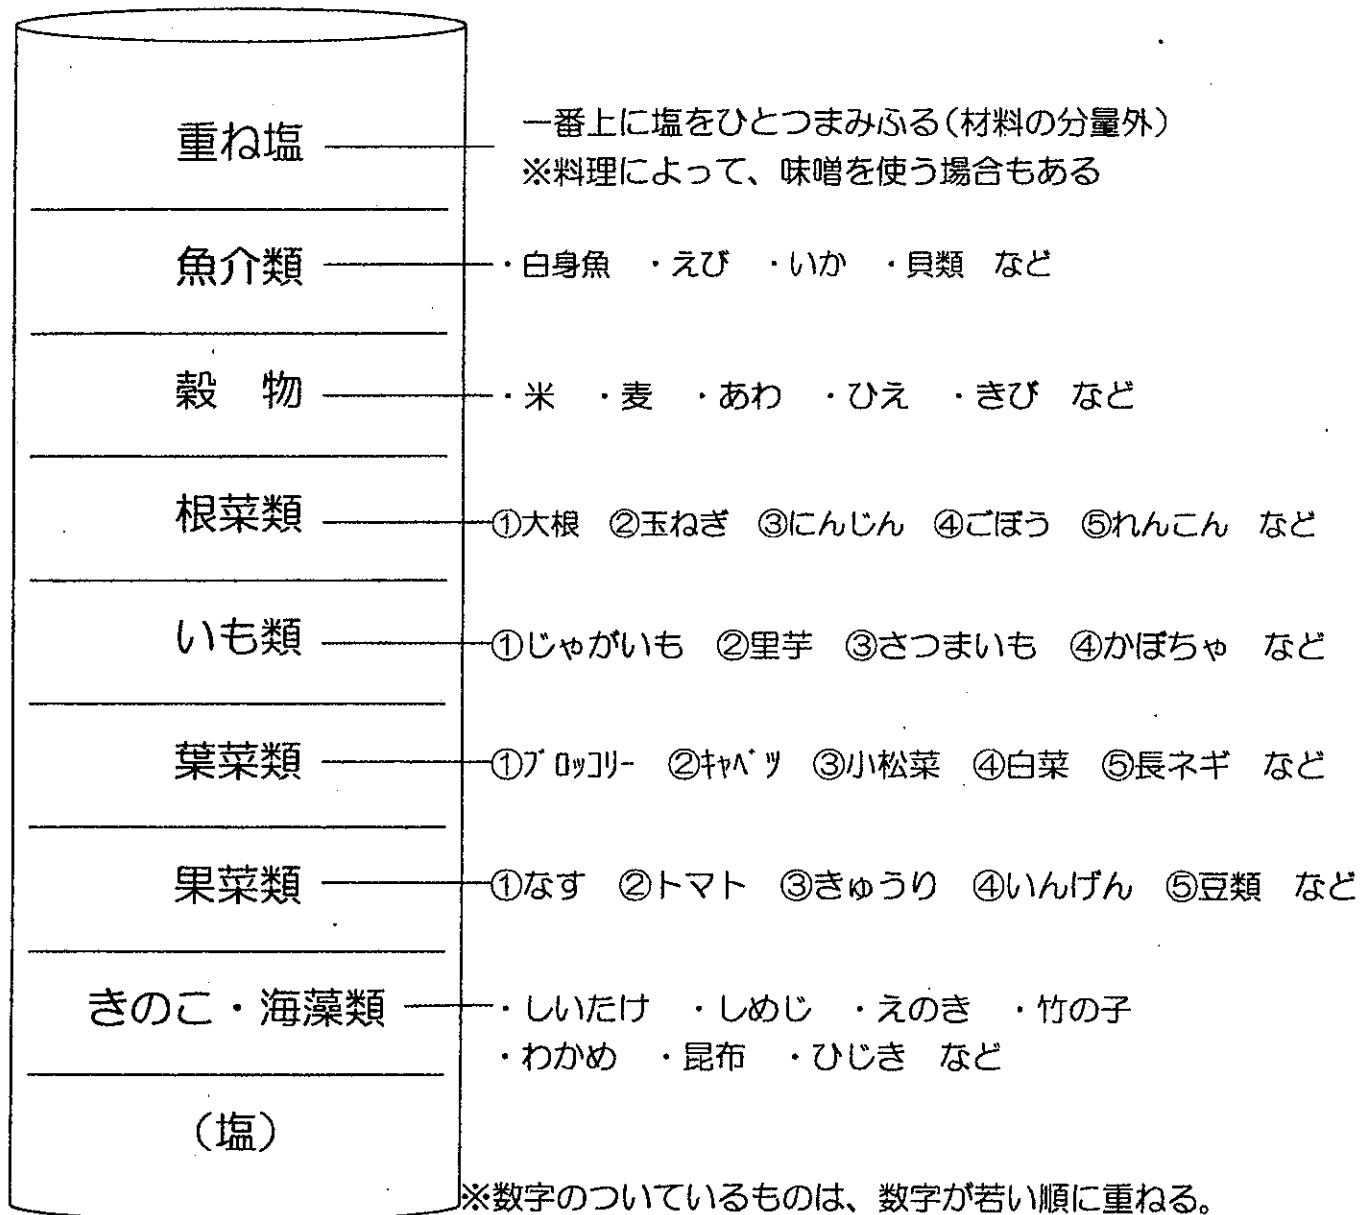 重ね塩
一番上に塩をひとつまみふる(材料の分量外)
※料理によって、味噌を使う場合もある
魚介類
・白身魚 ・えび ・いか ・貝類 など
穀 物
・米 ・麦 ・あわ ・ひえ ・きび など
根菜類
①大根 ②玉ねぎ ③にんじん ④ごぼう ⑤れんこん など
いも類
①じゃがいも ②里芋 ③さつまいも ④かぼちゃ など
葉菜類
①ブロッコリー ②キャベツ ③小松菜 ④白菜 ⑤長ネギ など
果菜類
①なす ②トマト ③きゅうり ④いんげん ⑤豆類 など
きのこ・海藻類
・しいたけ ・しめじ ・えのき ・竹の子
・わかめ ・昆布 ・ひじき など
(塩)
※数字のついているものは、数字が若い順に重ねる。